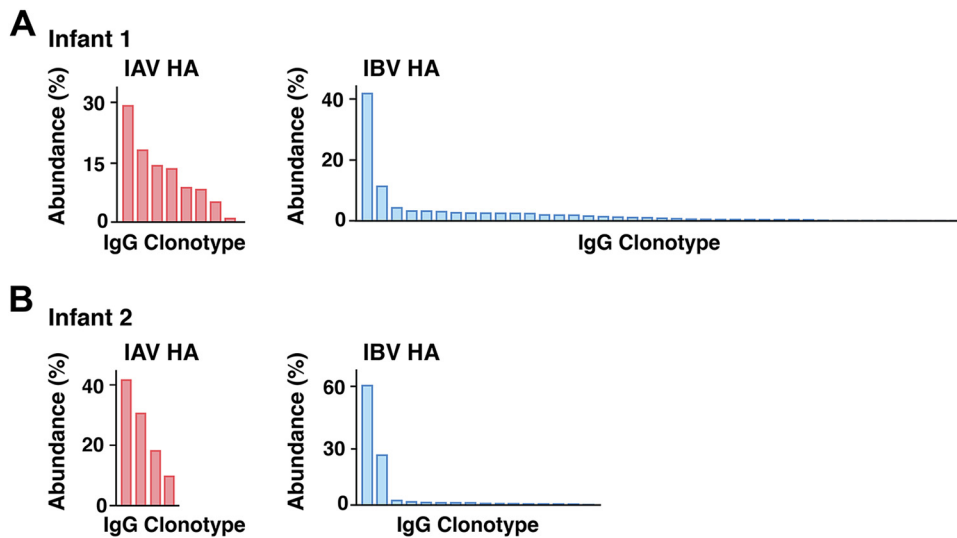 A
Infant 1
IAV HA
Abundance (%)
30
15
0
IgG Clonotype
IBV HA
Abundance (%)
40
20
0
IgG Clonotype
B
Infant 2
IAV HA
Abundance (%)
40
20
0
IgG Clonotype
IBV HA
Abundance (%)
60
30
0
IgG Clonotype